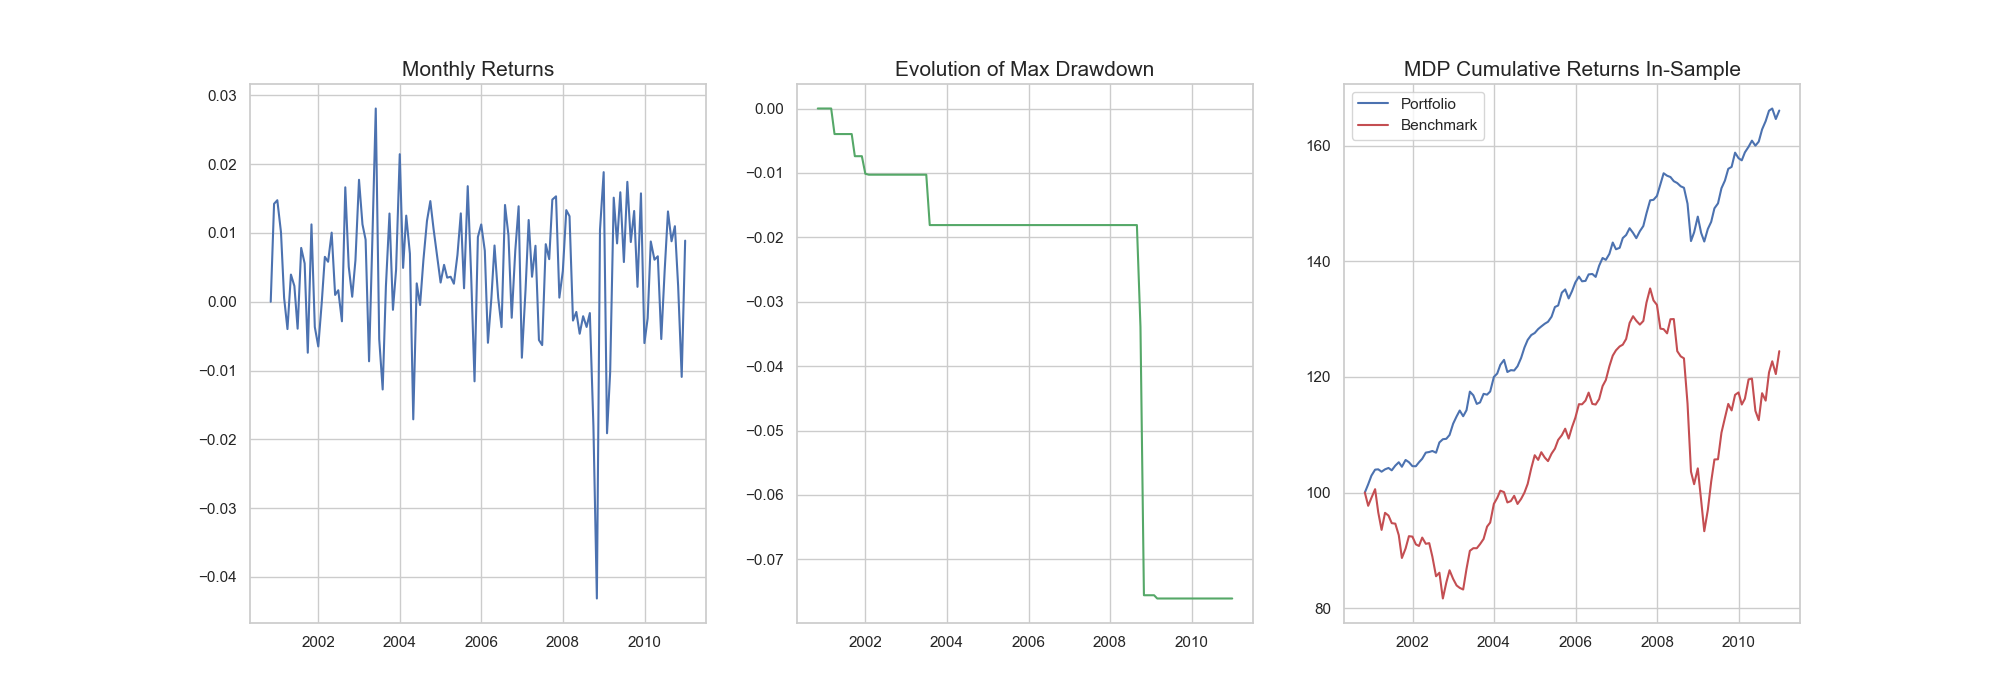 Monthly Returns
0.03
0.02
0.01
0.00
−0.01
−0.02
−0.03
−0.04
2002 2004 2006 2008 2010
Evolution of Max Drawdown
0.00
−0.01
−0.02
−0.03
−0.04
−0.05
−0.06
−0.07
2002 2004 2006 2008 2010
MDP Cumulative Returns In-Sample
Portfolio
Benchmark
160
140
120
100
80
2002 2004 2006 2008 2010